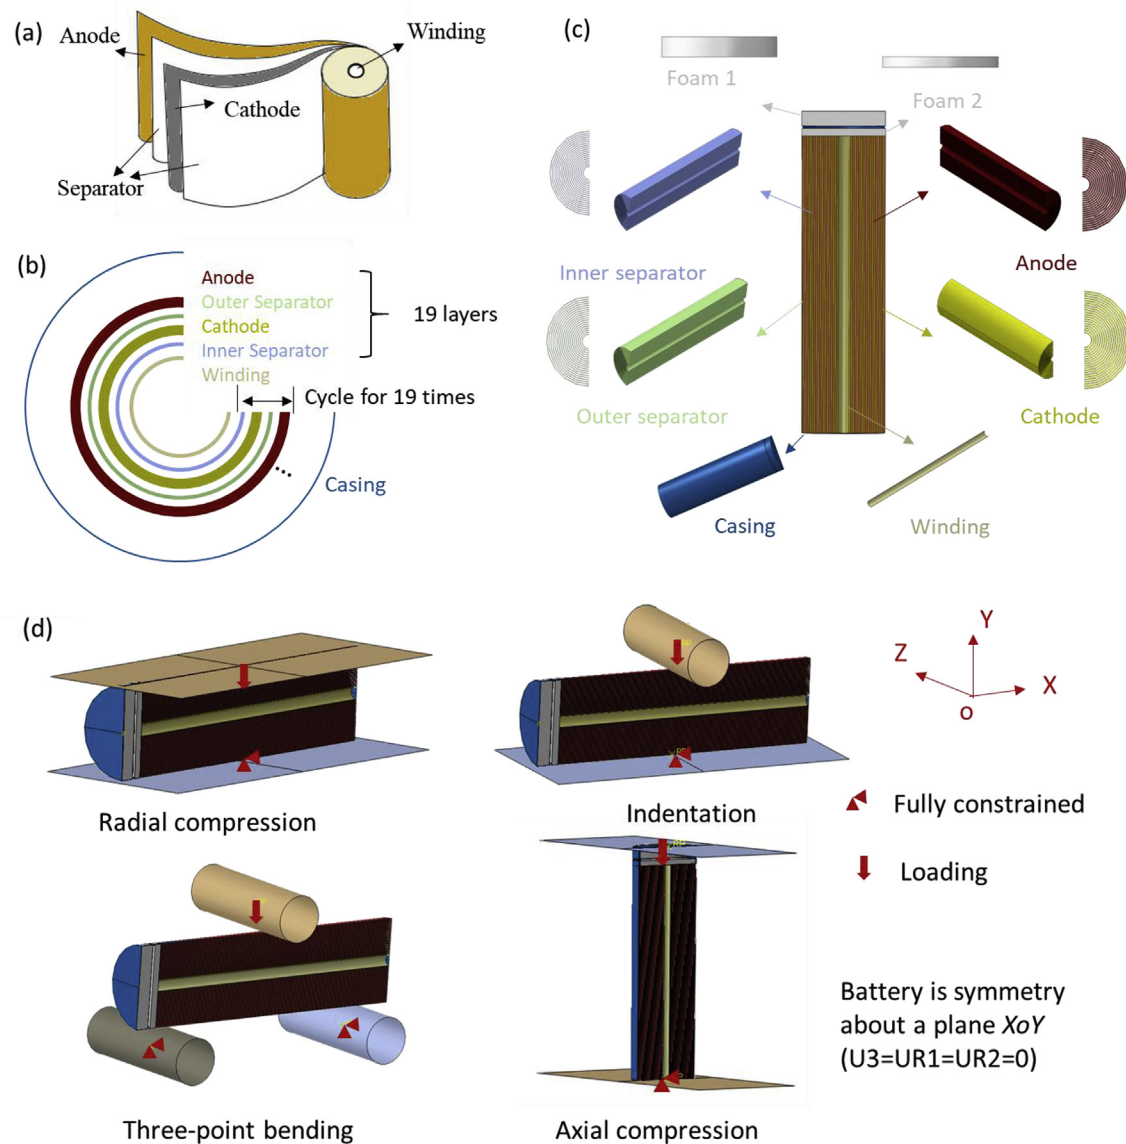 (a)
Anode
Winding
Cathode
Separator
(b)
Anode
Outer Separator
Cathode
Inner Separator
Winding
19 layers
Cycle for 19 times
Casing
(c)
Foam 1
Foam 2
Inner separator
Anode
Outer separator
Cathode
Casing
Winding
(d)
Radial compression
Indentation
Three-point bending
Axial compression
Y
Z
X
o
Fully constrained
Loading
Battery is symmetry
about a plane XoY
(U3=UR1=UR2=0)